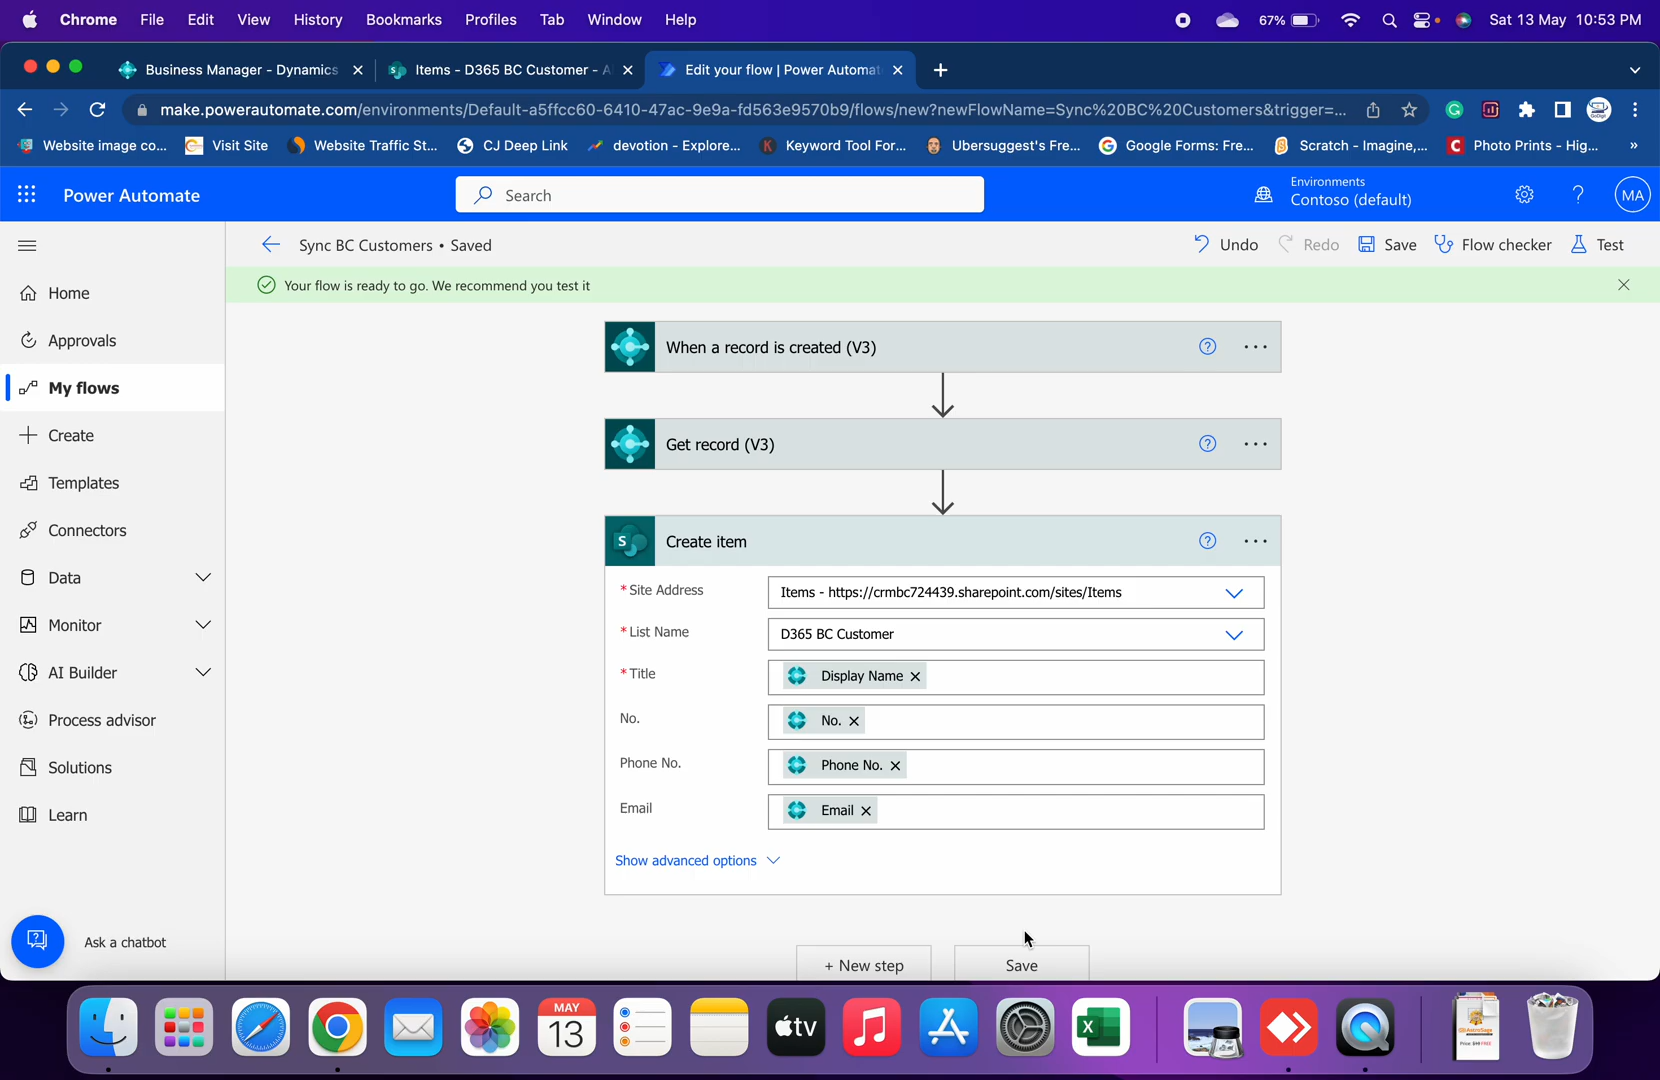 Chrome File Edit View History Bookmarks Profiles Tab Window Help 67% Sat 13 May 10:53 PM
Business Manager - Dynamics Items - D365 BC Customer - A Edit your flow | Power Automat
make.powerautomate.com/environments/Default-a5ffcc60-6410-47ac-9e9a-fd563e9570b9/flows/new?newFlowName=Sync%20BC%20Customers&trigger=...
Website image co... Visit Site Website Traffic St... CJ Deep Link devotion - Explore... Keyword Tool For... Ubersuggest's Fre... Google Forms: Fre... Scratch - Imagine,... Photo Prints - Hig... »
Power Automate
Search
Environments
Contoso (default)
MA
Sync BC Customers • Saved
Undo Redo Save Flow checker Test
Your flow is ready to go. We recommend you test it
Home
Approvals
My flows
Create
Templates
Connectors
Data
Monitor
AI Builder
Process advisor
Solutions
Learn
Ask a chatbot
When a record is created (V3)
Get record (V3)
Create item
*Site Address Items - https://crmbc724439.sharepoint.com/sites/Items
*List Name D365 BC Customer
*Title Display Name
No. No.
Phone No. Phone No.
Email Email
Show advanced options
+ New step Save
MAY
13
tv